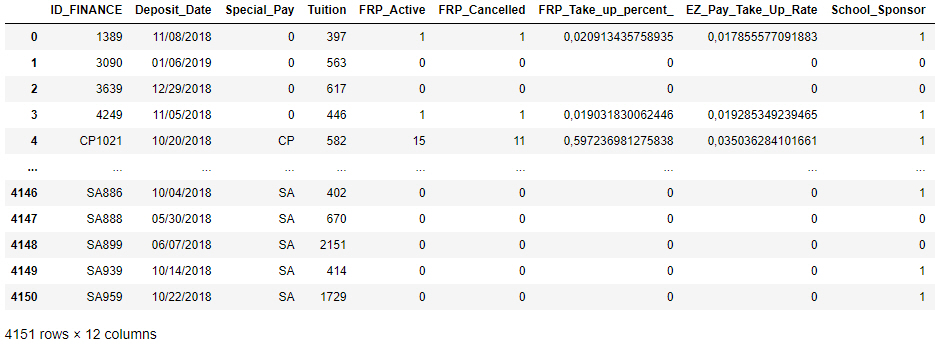 ID_FINANCE Deposit_Date Special_Pay Tuition FRP_Active FRP_Cancelled FRP_Take_up_percent_ EZ_Pay_Take_Up_Rate School_Sponsor
0 1389 11/08/2018 0 397 1 1 0,020913435758935 0,017855577091883 1
1 3090 01/06/2019 0 563 0 0 0 0 0
2 3639 12/29/2018 0 617 0 0 0 0 0
3 4249 11/05/2018 0 446 1 1 0,019031830062446 0,019285349239465 1
4 CP1021 10/20/2018 CP 582 15 11 0,597236981275838 0,035036284101661 1
... ... ... ... ... ... ... ... ... ...
4146 SA886 10/04/2018 SA 402 0 0 0 0 1
4147 SA888 05/30/2018 SA 670 0 0 0 0 0
4148 SA899 06/07/2018 SA 2151 0 0 0 0 0
4149 SA939 10/14/2018 SA 414 0 0 0 0 1
4150 SA959 10/22/2018 SA 1729 0 0 0 0 1
4151 rows × 12 columns